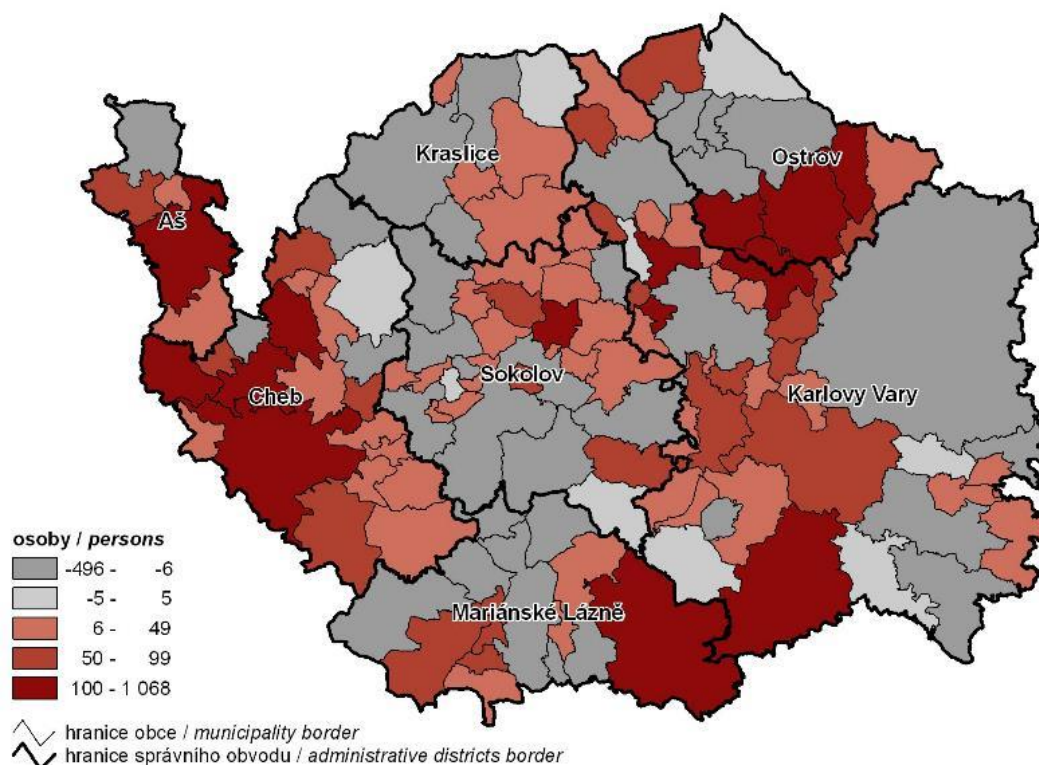 Ostrov
Kraslice
Aš
Sokolov
Cheb
Karlovy Vary
Mariánské Lázně
osoby / persons
-496 - -6
-5 - 5
6 - 49
50 - 99
100 - 1 068
hranice obce / municipality border
hranice správního obvodu / administrative districts border